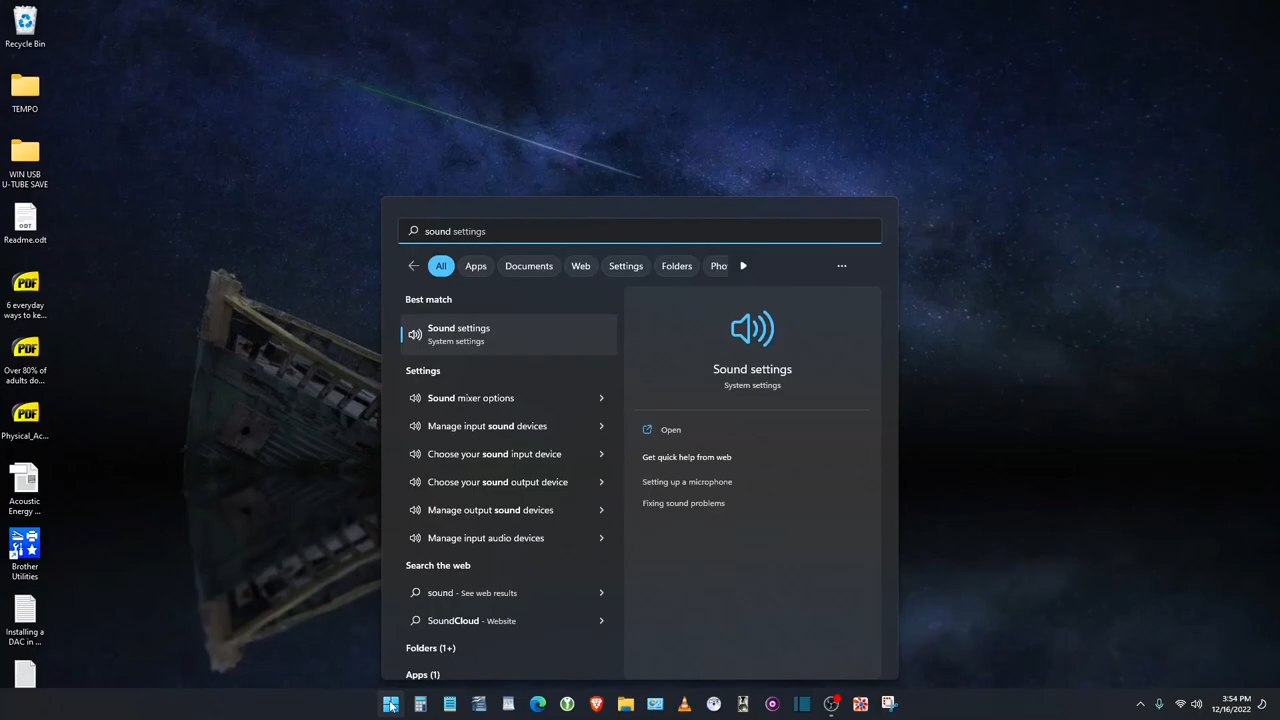 Recycle Bin
TEMPO
WIN USB
U-TUBE SAVE
ODT
Readme.odt
PDF
6 everyday
ways to ke...
PDF
Over 80% of
adults do...
PDF
Physical_Ac...
Acoustic
Energy ...
Brother
Utilities
Installing a
DAC in ...
sound settings
All
Apps
Documents
Web
Settings
Folders
Pho
...
Best match
Sound settings
System settings
Settings
Sound mixer options
Manage input sound devices
Choose your sound input device
Choose your sound output device
Manage output sound devices
Manage input audio devices
Search the web
sound - See web results
SoundCloud - Website
Folders (1+)
Apps (1)
Sound settings
System settings
Open
Get quick help from web
Setting up a microphone
Fixing sound problems
3:54 PM
12/16/2022